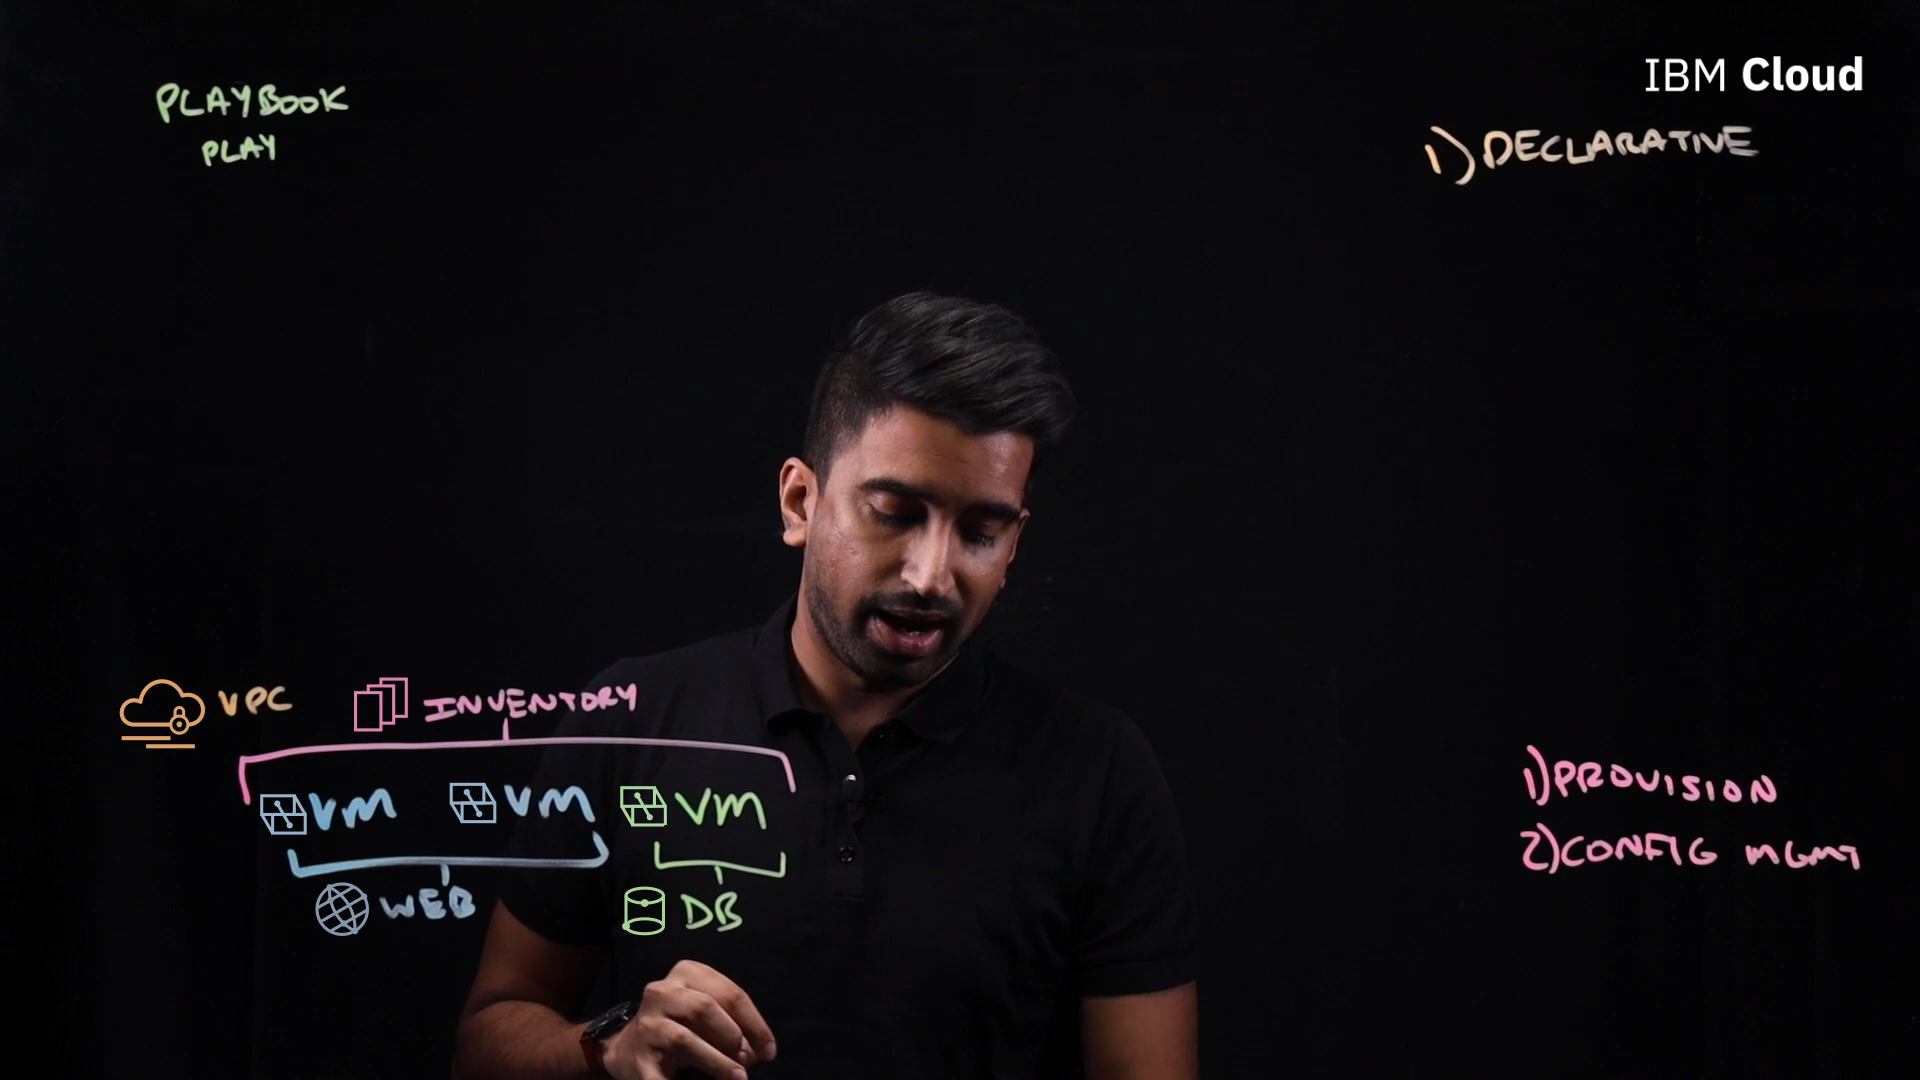 IBM Cloud
PLAYBOOK
PLAY
1) DECLARATIVE
VPC
INVENTORY
VM VM VM
WEB DB
1) PROVISION
2) CONFIG MGMT